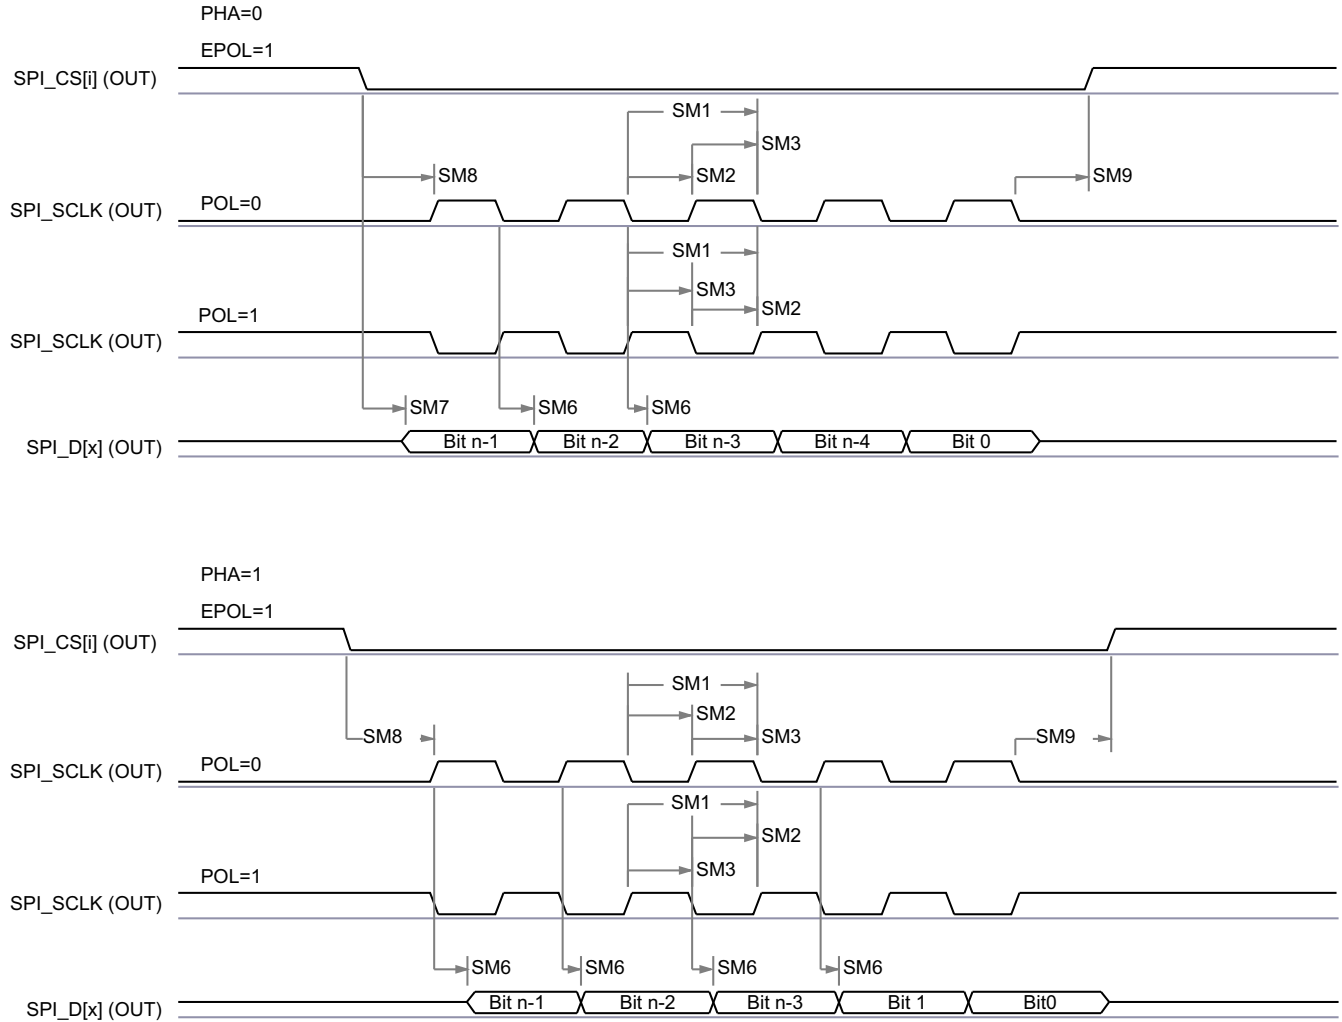 PHA=0
EPOL=1
SPI_CS[i] (OUT)
SM1
SM3
SM8
SM2
SM9
POL=0
SPI_SCLK (OUT)
SM1
SM3
SM2
POL=1
SPI_SCLK (OUT)
SM7
SM6
SM6
SPI_D[x] (OUT)
Bit n-1
Bit n-2
Bit n-3
Bit n-4
Bit 0
PHA=1
EPOL=1
SPI_CS[i] (OUT)
SM1
SM2
SM8
SM3
SM9
POL=0
SPI_SCLK (OUT)
SM1
SM2
SM3
POL=1
SPI_SCLK (OUT)
SM6
SM6
SM6
SM6
SPI_D[x] (OUT)
Bit n-1
Bit n-2
Bit n-3
Bit 1
Bit0